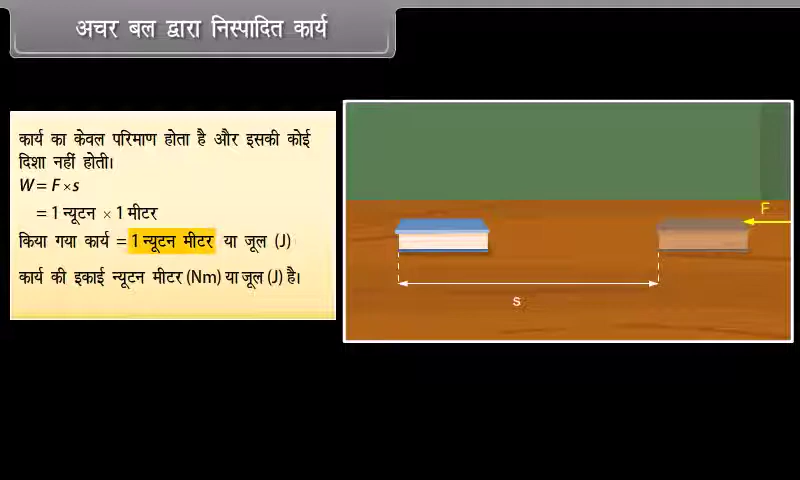 अचर बल द्वारा निस्पादित कार्य
कार्य का केवल परिमाण होता है और इसकी कोई
दिशा नहीं होती।
W = F × s
= 1 न्यूटन × 1 मीटर
किया गया कार्य = 1 न्यूटन मीटर या जूल (J)
कार्य की इकाई न्यूटन मीटर (Nm) या जूल (J) है।
F
s